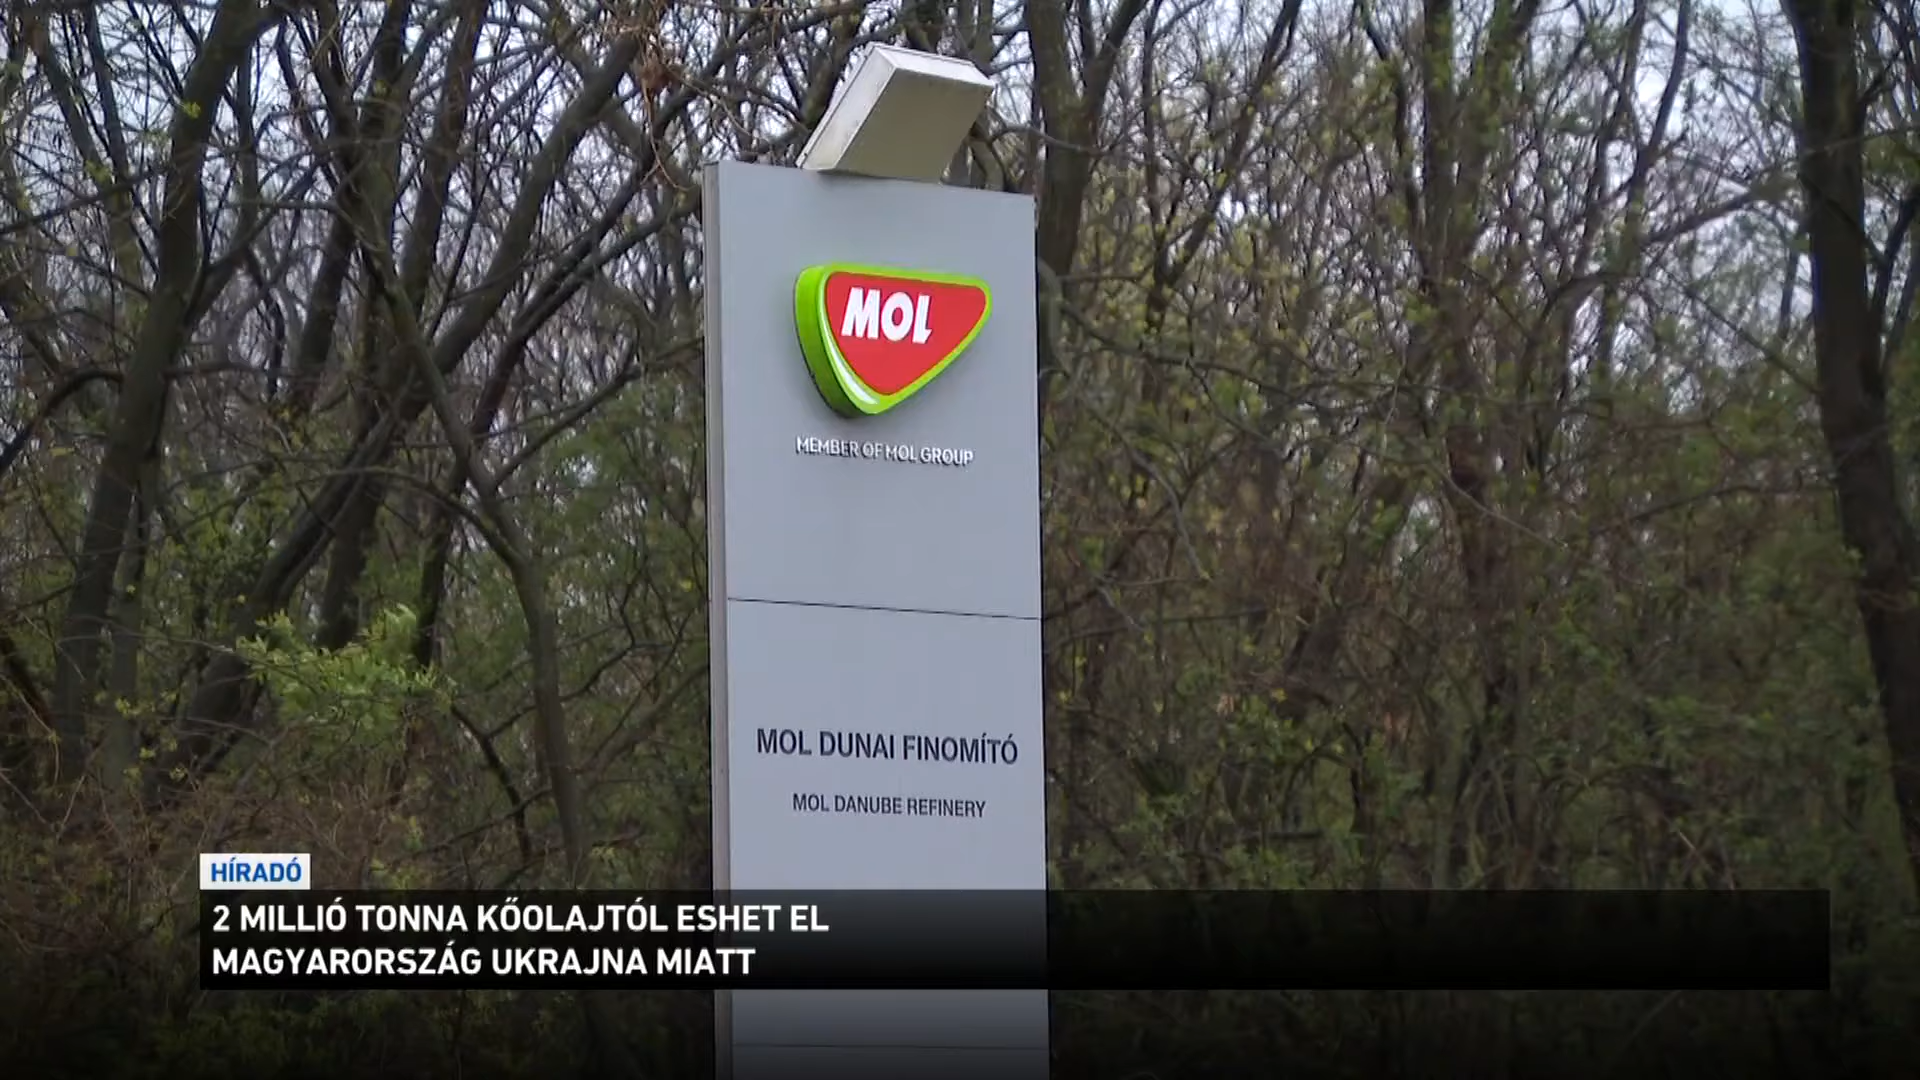 MOL
MEMBER OF MOL GROUP
MOL DUNAI FINOMÍTÓ
MOL DANUBE REFINERY
HÍRADÓ
2 MILLIÓ TONNA KŐOLAJTÓL ESHET EL
MAGYARORSZÁG UKRAJNA MIATT